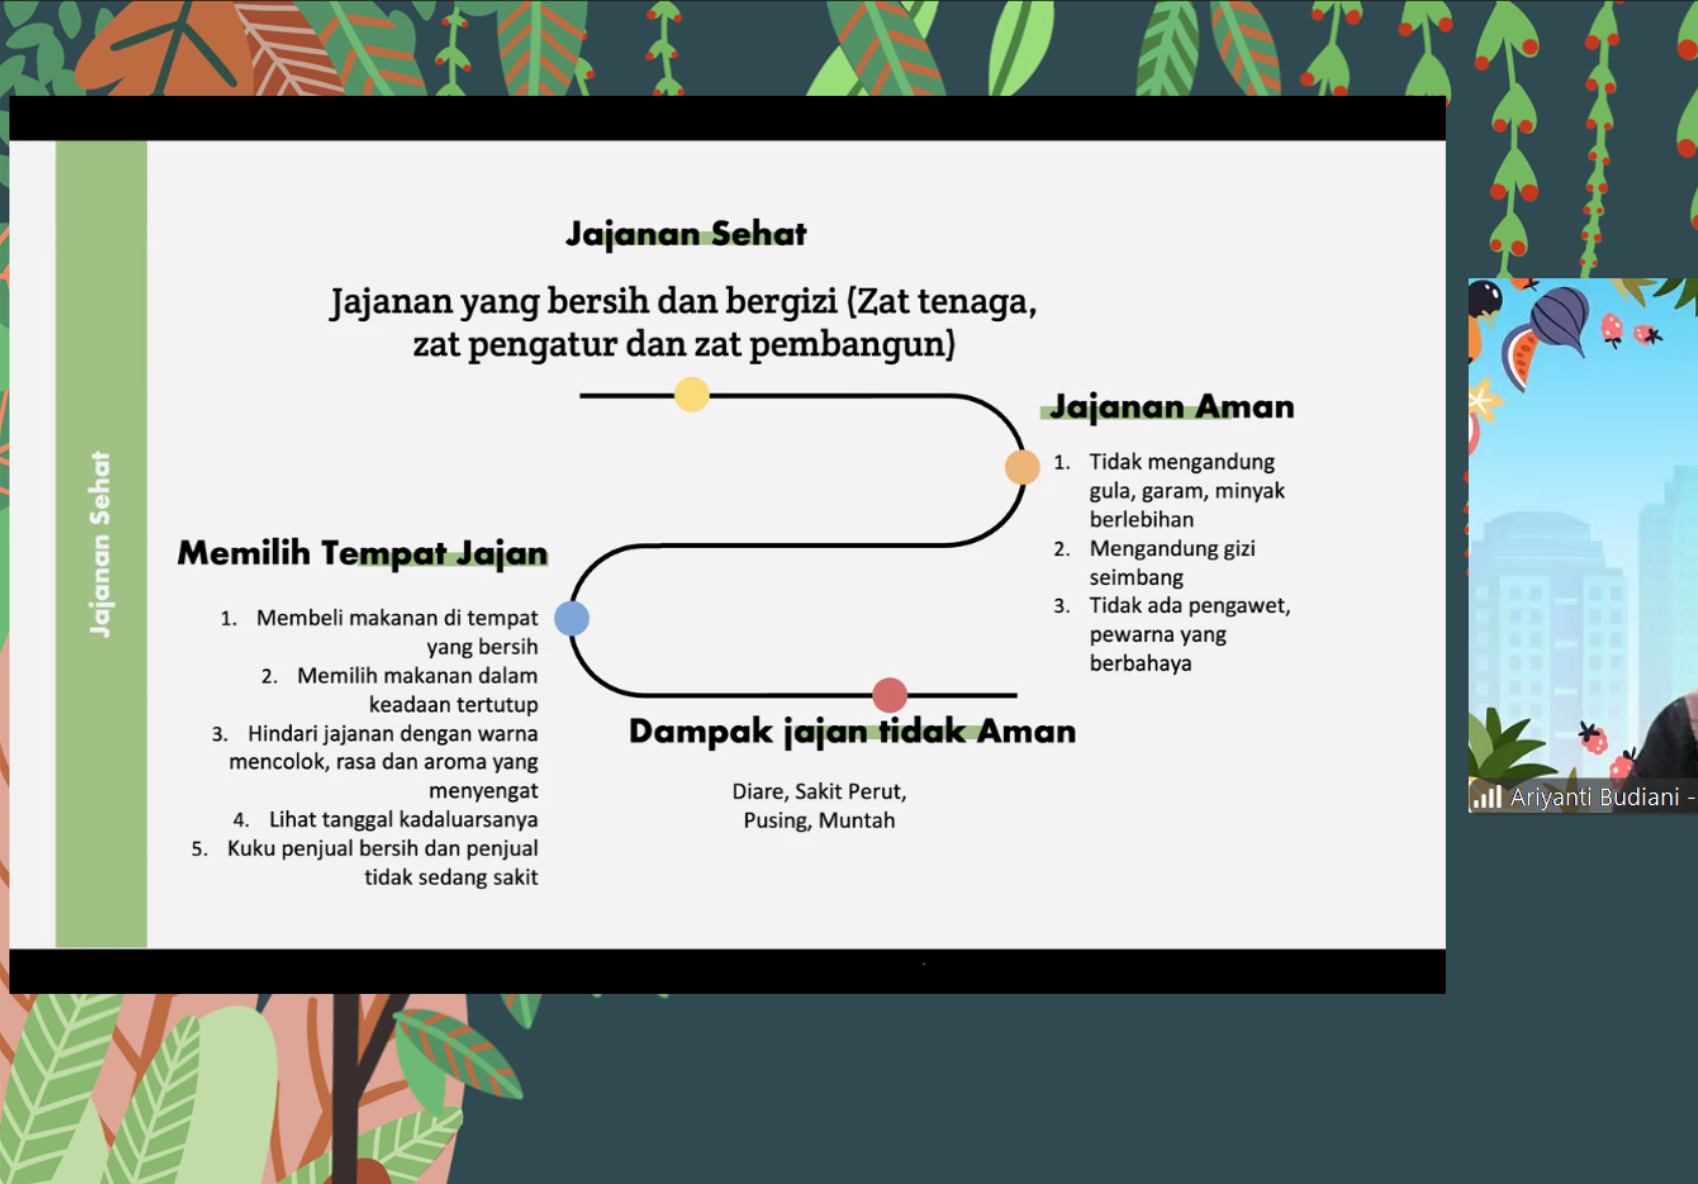 Jajanan Sehat
Jajanan Sehat
Jajanan yang bersih dan bergizi (Zat tenaga,
zat pengatur dan zat pembangun)
Jajanan Aman
1. Tidak mengandung
gula, garam, minyak
berlebihan
2. Mengandung gizi
seimbang
3. Tidak ada pengawet,
pewarna yang
berbahaya
Memilih Tempat Jajan
1. Membeli makanan di tempat
yang bersih
2. Memilih makanan dalam
keadaan tertutup
3. Hindari jajanan dengan warna
mencolok, rasa dan aroma yang
menyengat
4. Lihat tanggal kadaluarsanya
5. Kuku penjual bersih dan penjual
tidak sedang sakit
Dampak jajan tidak Aman
Diare, Sakit Perut,
Pusing, Muntah
Ariyanti Budiani -